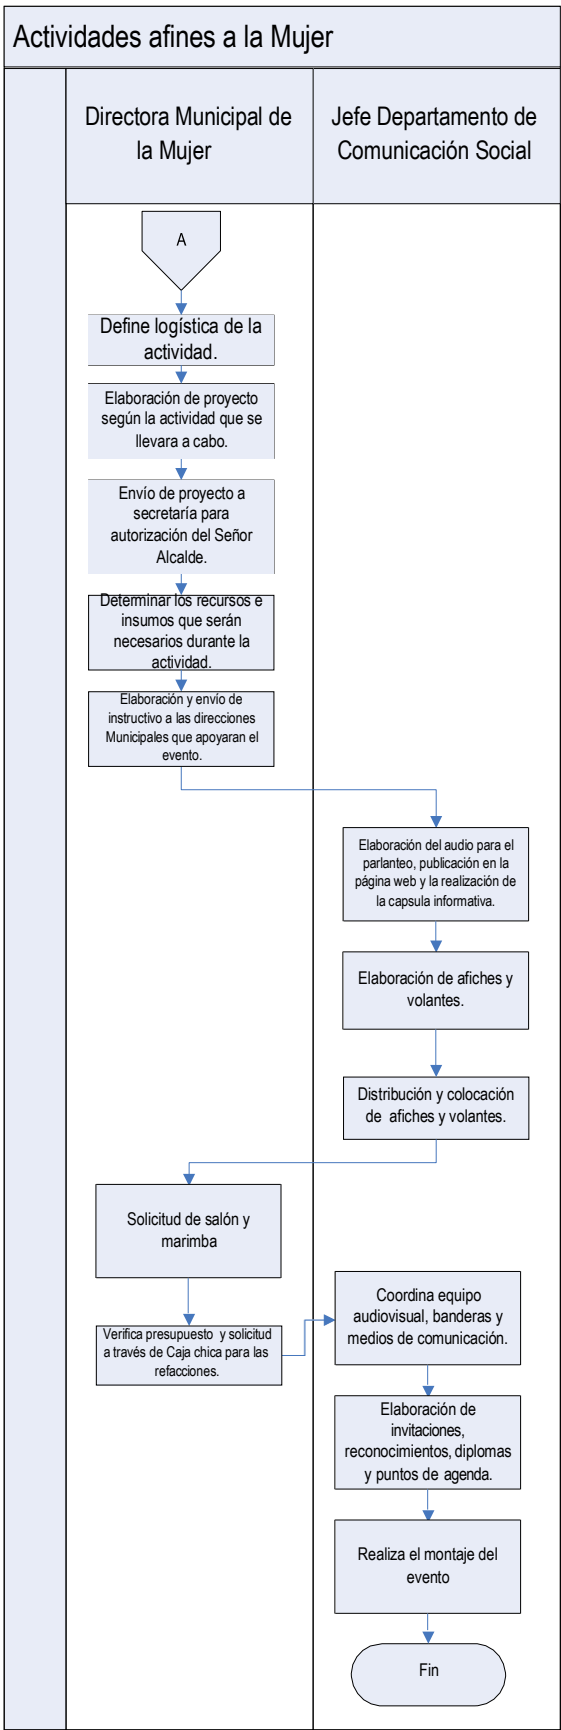 Actividades afines a la Mujer
Directora Municipal de
la Mujer
Jefe Departamento de
Comunicación Social
A
Define logística de la
actividad.
Elaboración de proyecto
según la actividad que se
llevara a cabo.
Envío de proyecto a
secretaría para
autorización del Señor
Alcalde.
Determinar los recursos e
insumos que serán
necesarios durante la
actividad.
Elaboración y envío de
instructivo a las direcciones
Municipales que apoyaran el
evento.
Elaboración del audio para el
parlanteo, publicación en la
página web y la realización de
la capsula informativa.
Elaboración de afiches y
volantes.
Distribución y colocación
de afiches y volantes.
Solicitud de salón y
marimba
Verifica presupuesto y solicitud
a través de Caja chica para las
refacciones.
Coordina equipo
audiovisual, banderas y
medios de comunicación.
Elaboración de
invitaciones,
reconocimientos, diplomas
y puntos de agenda.
Realiza el montaje del
evento
Fin